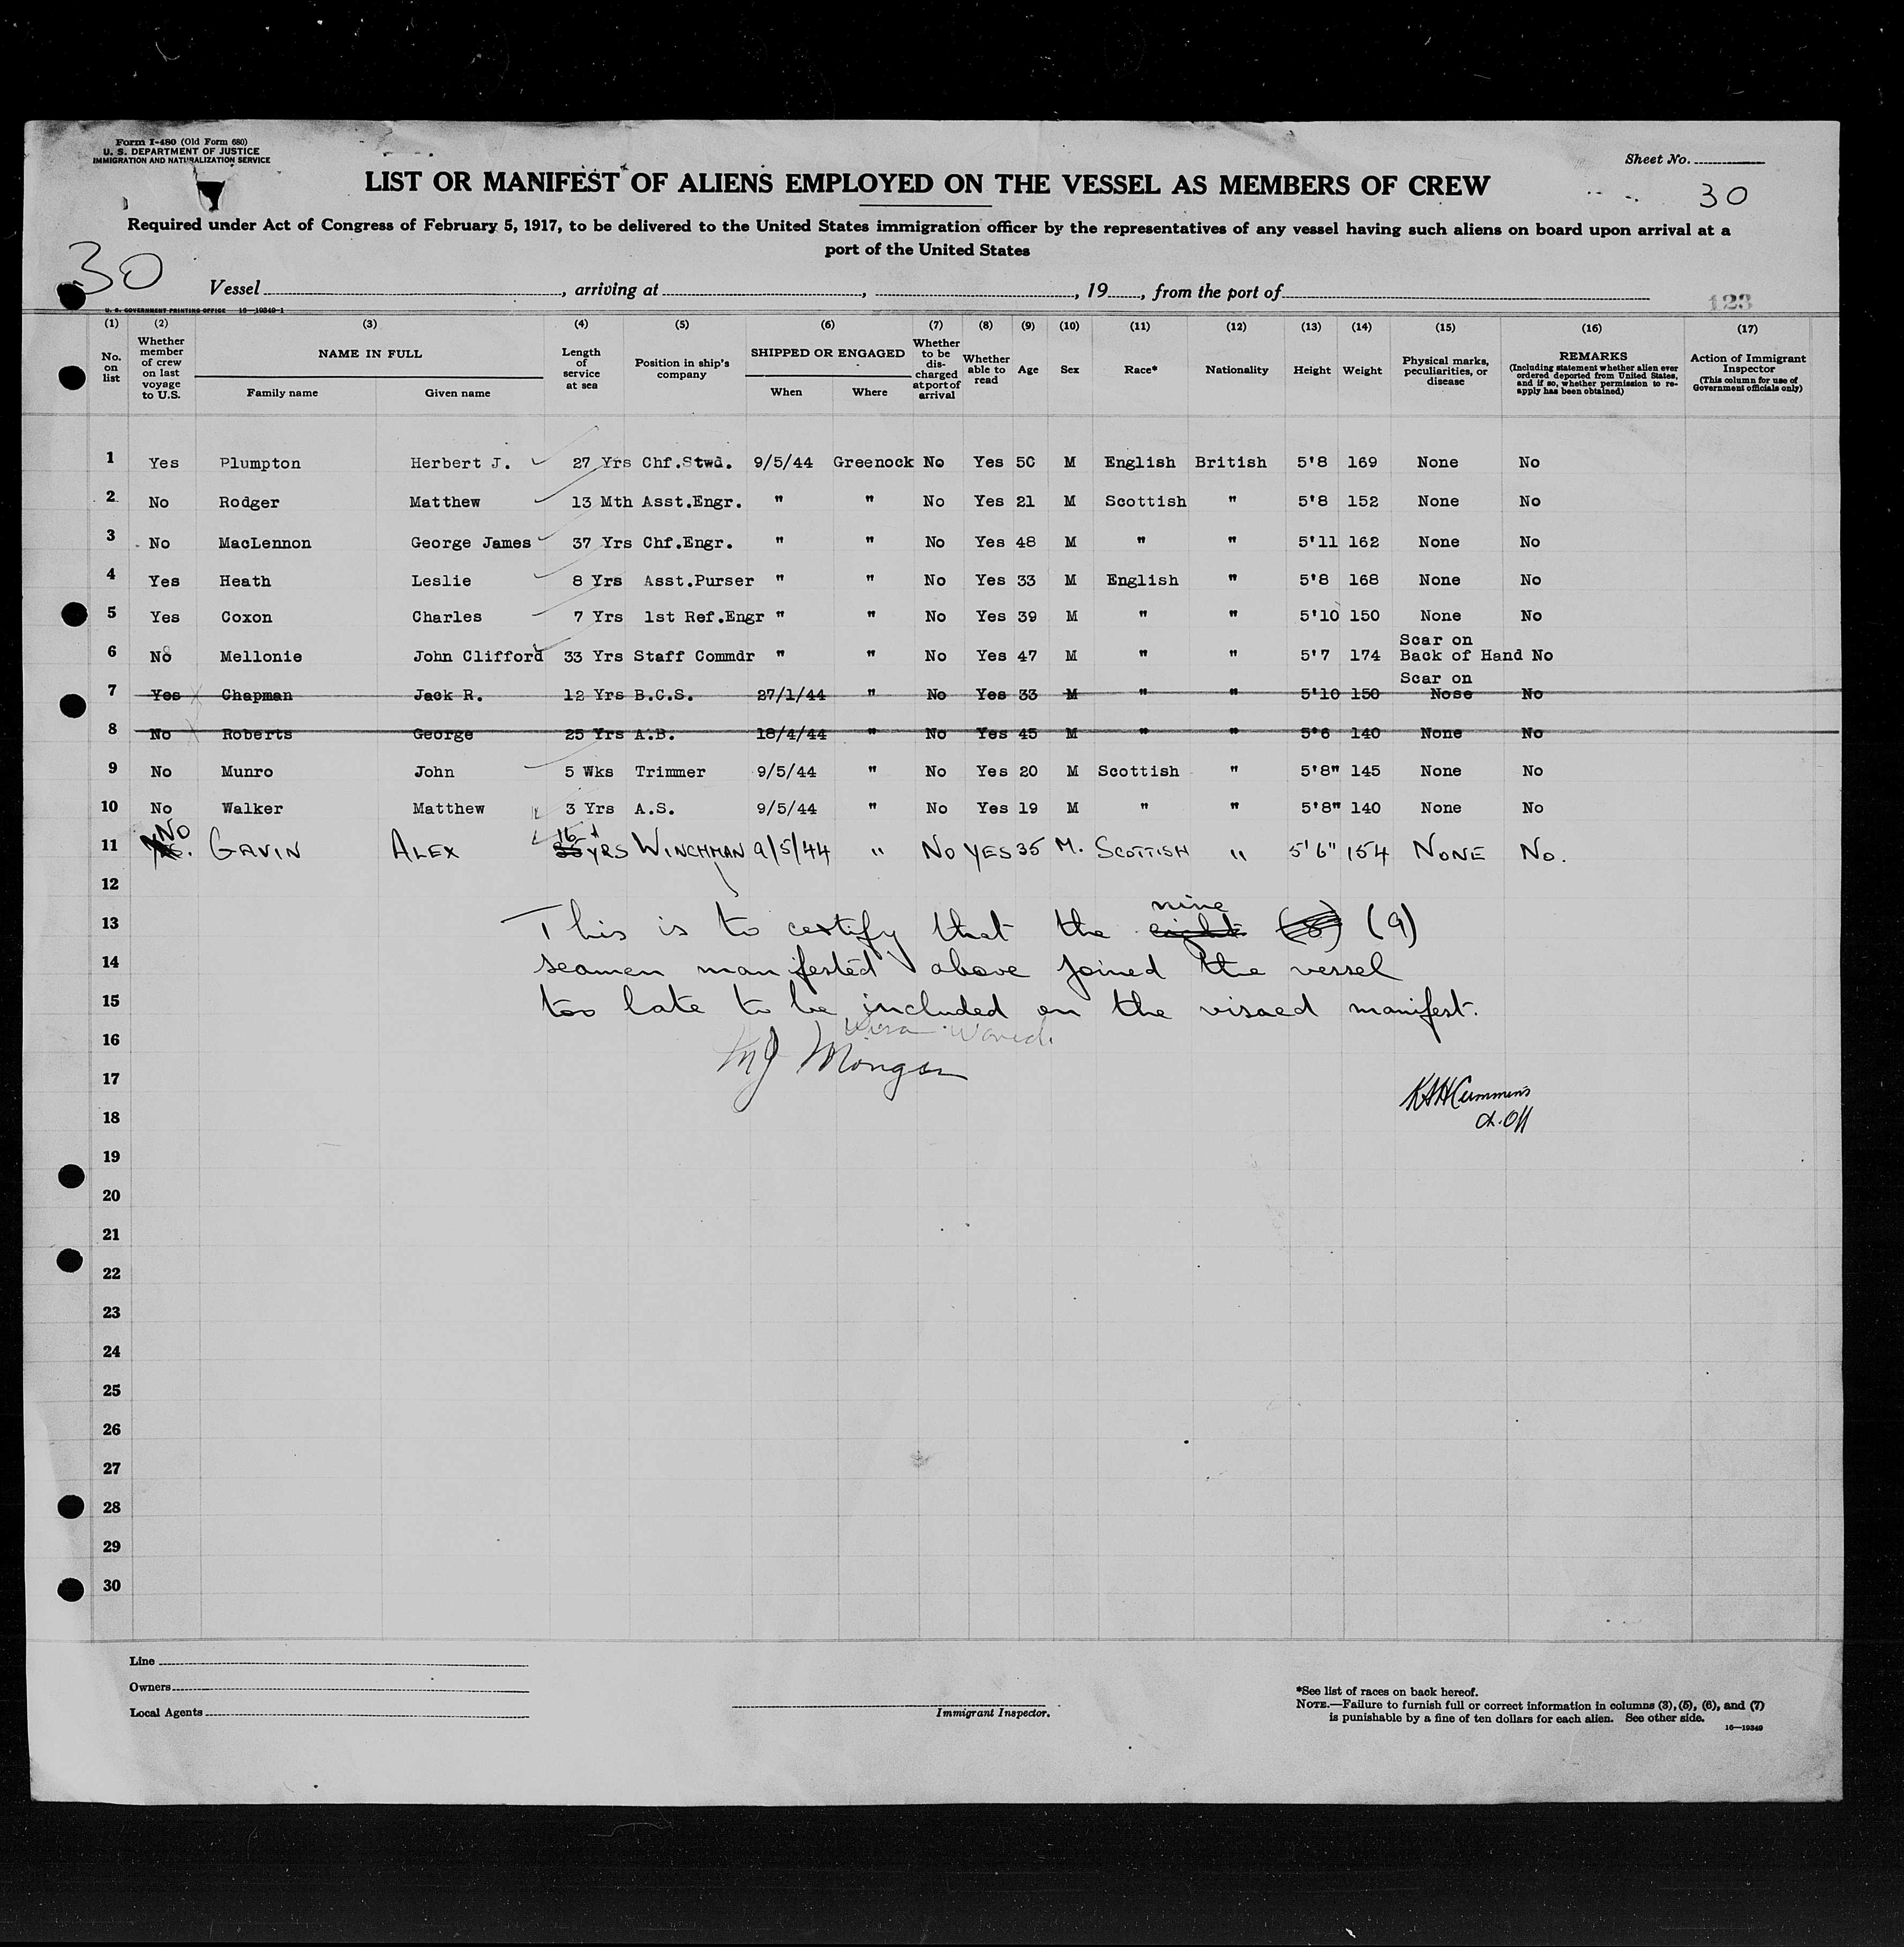 Form I-480 (Old Form 680)
U. S. DEPARTMENT OF JUSTICE
IMMIGRATION AND NATURALIZATION SERVICE
Sheet No.
LIST OR MANIFEST OF ALIENS EMPLOYED ON THE VESSEL AS MEMBERS OF CREW
30
Required under Act of Congress of February 5, 1917, to be delivered to the United States immigration officer by the representatives of any vessel having such aliens on board upon arrival at a
port of the United States
30
Vessel , arriving at , , 19 , from the port of
123
U. S. GOVERNMENT PRINTING OFFICE 16—19349-1
(1) (2) (3) (4) (5) (6) (7) (8) (9) (10) (11) (12) (13) (14) (15) (16) (17)
No. on list
Whether member of crew on last voyage to U.S.
NAME IN FULL
Family name Given name
Length of service at sea
Position in ship's company
SHIPPED OR ENGAGED
When Where
Whether to be discharged at port of arrival
Whether able to read
Age
Sex
Race*
Nationality
Height
Weight
Physical marks, peculiarities, or disease
REMARKS
(Including statement whether alien ever ordered deported from United States, and if so, whether permission to re-apply has been obtained)
Action of Immigrant Inspector
(This column for use of Government officials only)
1 Yes Plumpton Herbert J. 27 Yrs Chf.Stwd. 9/5/44 Greenock No Yes 50 M English British 5'8 169 None No
2 No Rodger Matthew 13 Mth Asst.Engr. " " No Yes 21 M Scottish " 5'8 152 None No
3 No MacLennon George James 37 Yrs Chf.Engr. " " No Yes 48 M " " 5'11 162 None No
4 Yes Heath Leslie 8 Yrs Asst.Purser " " No Yes 33 M English " 5'8 168 None No
5 Yes Coxon Charles 7 Yrs 1st Ref.Engr " " No Yes 39 M " " 5'10 150 None No
6 No Mellonie John Clifford 33 Yrs Staff Commdr " " No Yes 47 M " " 5'7 174 Scar on Back of Hand No
7 Yes Chapman Jack R. 12 Yrs B.C.S. 27/1/44 " No Yes 33 M " " 5'10 150 Scar on Nose No
8 No Roberts George 25 Yrs A.B. 18/4/44 " No Yes 45 M " " 5'6 140 None No
9 No Munro John 5 Wks Trimmer 9/5/44 " No Yes 20 M Scottish " 5'8" 145 None No
10 No Walker Matthew 3 Yrs A.S. 9/5/44 " No Yes 19 M " " 5'8" 140 None No
11 No GAVIN ALEX 16 YRS WINCHMAN 9/5/44 " NO YES 35 M. SCOTTISH " 5'6" 154 NONE No.
12
nine
13 This is to certify that the eight (8) (9)
14 seamen manifested above joined the vessel
15 too late to be included on the visaed manifest.
Visa Waived.
16
MJ Mongan
17
KSH Cummins
18
Ch. Off
19
20
21
22
23
24
25
26
27
28
29
30
Line
Owners
Local Agents
Immigrant Inspector.
*See list of races on back hereof.
NOTE.—Failure to furnish full or correct information in columns (3), (5), (6), and (7)
is punishable by a fine of ten dollars for each alien. See other side.
16—19349